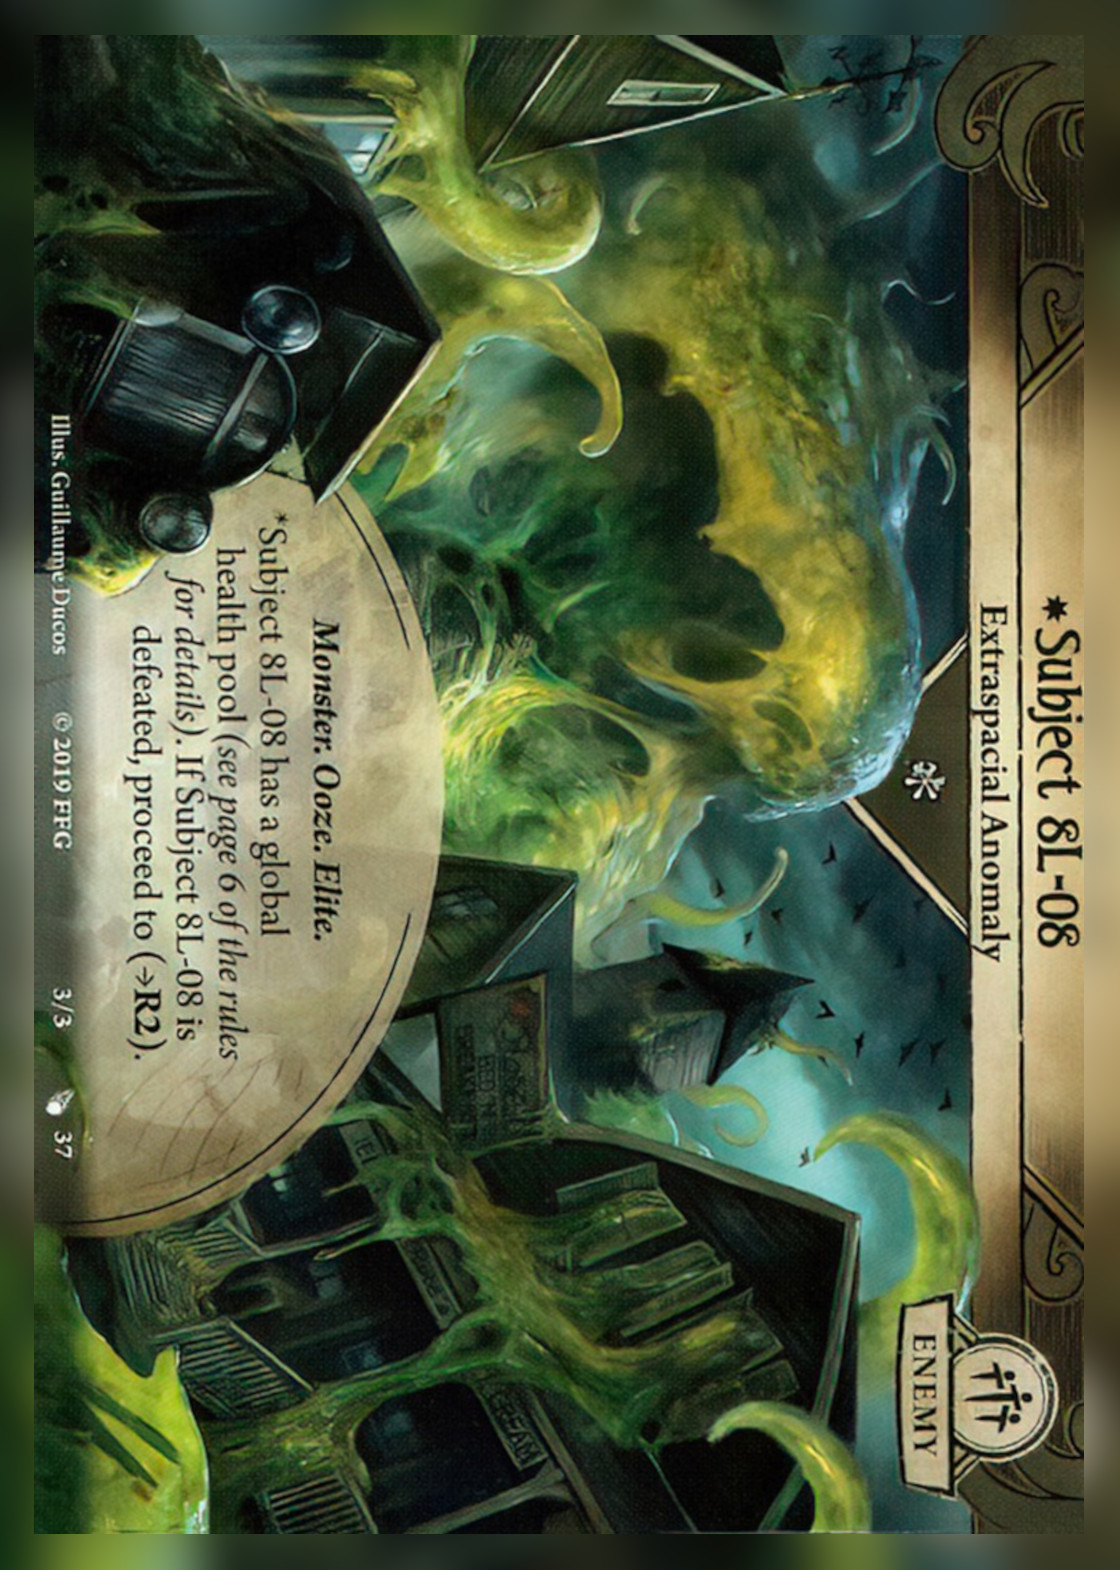 *Subject 8L-08
Extraspacial Anomaly
ENEMY
Monster. Ooze. Elite.
*Subject 8L-08 has a global
health pool (see page 6 of the rules
for details). If Subject 8L-08 is
defeated, proceed to (→R2).
CREAM
Illus. Guillaume Ducos
© 2019 FFG
3/3
37